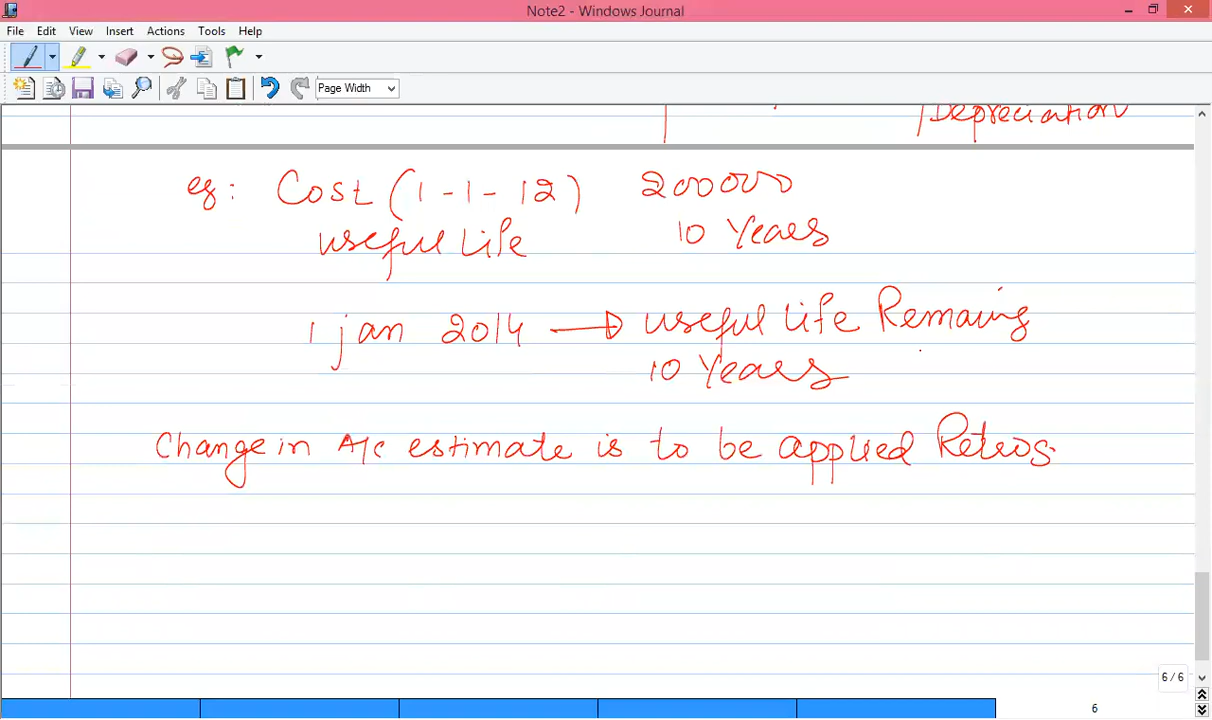 Note2 - Windows Journal
File Edit View Insert Actions Tools Help
Page Width
Depreciation
eg: Cost (1-1-12) 200000
useful Life 10 Years
1 jan 2014 → useful Life Remaining
10 Years
Change in A/c estimate is to be applied Retros
6 / 6
6